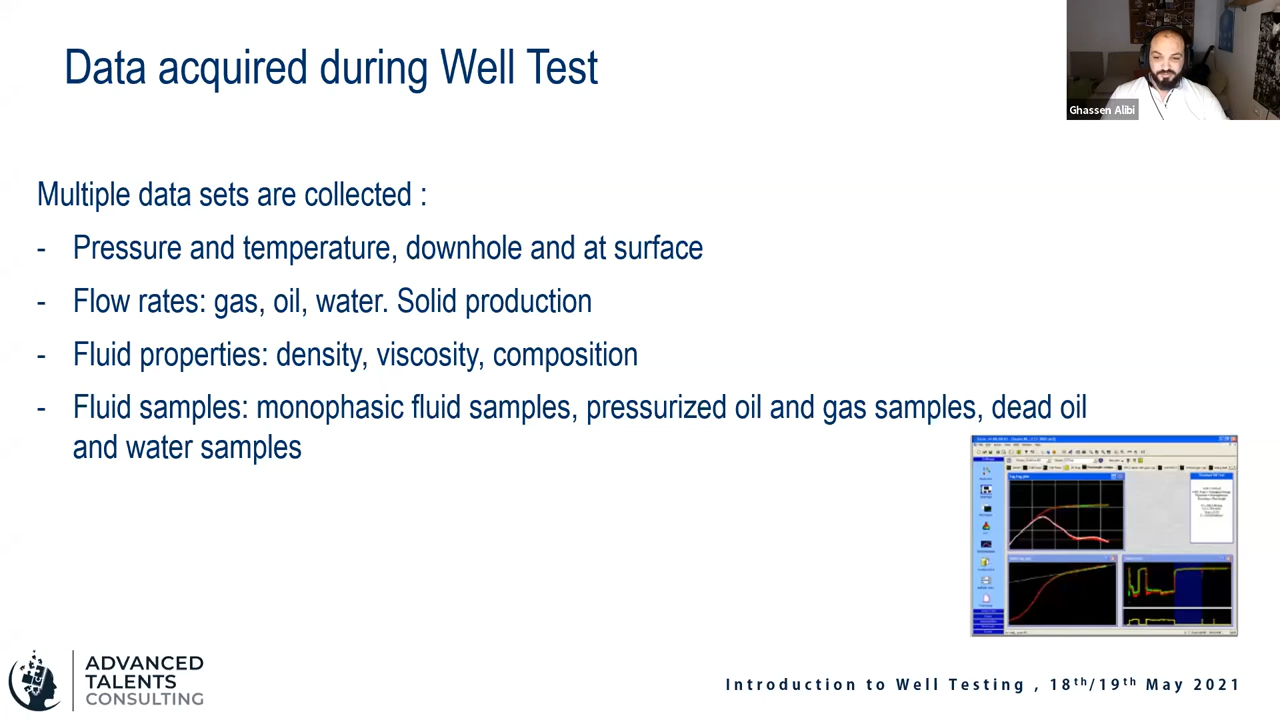 Data acquired during Well Test
Ghassen Alibi
Multiple data sets are collected :
- Pressure and temperature, downhole and at surface
- Flow rates: gas, oil, water. Solid production
- Fluid properties: density, viscosity, composition
- Fluid samples: monophasic fluid samples, pressurized oil and gas samples, dead oil
and water samples
ADVANCED
TALENTS
CONSULTING
Introduction to Well Testing , 18th/19th May 2021